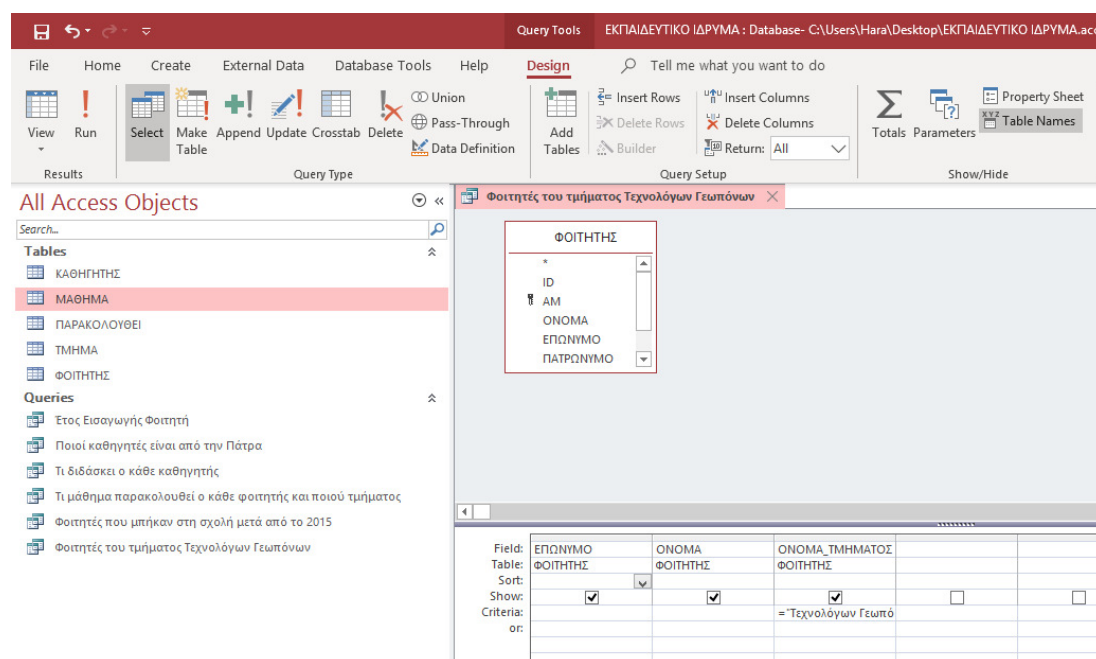 Query Tools ΕΚΠΑΙΔΕΥΤΙΚΟ ΙΔΡΥΜΑ : Database- C:\Users\Hara\Desktop\ΕΚΠΑΙΔΕΥΤΙΚΟ ΙΔΡΥΜΑ.acc
File Home Create External Data Database Tools Help Design Tell me what you want to do
View Run Select Make Table Append Update Crosstab Delete
Union
Pass-Through
Data Definition
Add Tables
Insert Rows
Delete Rows
Builder
Insert Columns
Delete Columns
Return: All
Totals Parameters
Property Sheet
XYZ Table Names
Results Query Type Query Setup Show/Hide
All Access Objects
Search...
Tables
ΚΑΘΗΓΗΤΗΣ
ΜΑΘΗΜΑ
ΠΑΡΑΚΟΛΟΥΘΕΙ
ΤΜΗΜΑ
ΦΟΙΤΗΤΗΣ
Queries
Έτος Εισαγωγής Φοιτητή
Ποιοί καθηγητές είναι από την Πάτρα
Τι διδάσκει ο κάθε καθηγητής
Τι μάθημα παρακολουθεί ο κάθε φοιτητής και ποιού τμήματος
Φοιτητές που μπήκαν στη σχολή μετά από το 2015
Φοιτητές του τμήματος Τεχνολόγων Γεωπόνων
Φοιτητές του τμήματος Τεχνολόγων Γεωπόνων
ΦΟΙΤΗΤΗΣ
*
ID
ΑΜ
ΟΝΟΜΑ
ΕΠΩΝΥΜΟ
ΠΑΤΡΩΝΥΜΟ
Field: ΕΠΩΝΥΜΟ ΟΝΟΜΑ ΟΝΟΜΑ_ΤΜΗΜΑΤΟΣ
Table: ΦΟΙΤΗΤΗΣ ΦΟΙΤΗΤΗΣ ΦΟΙΤΗΤΗΣ
Sort:
Show:
Criteria: ="Τεχνολόγων Γεωπό
or: